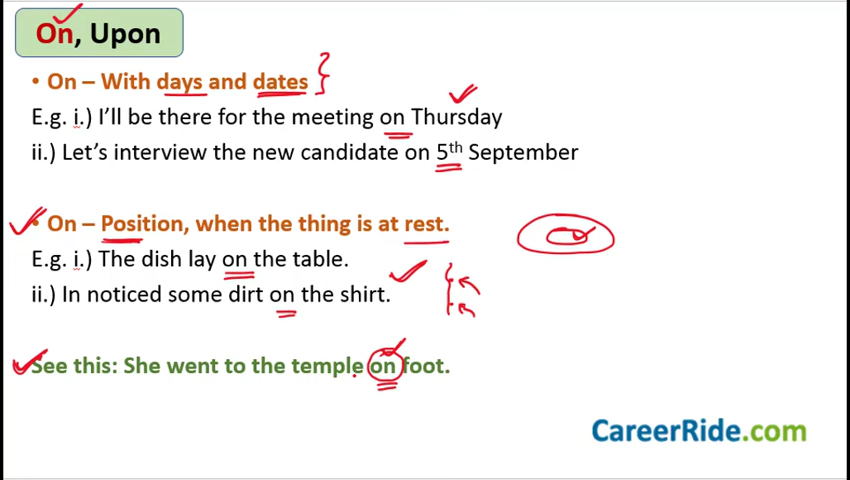 On, Upon
• On – With days and dates
E.g. i.) I'll be there for the meeting on Thursday
ii.) Let's interview the new candidate on 5th September
• On – Position, when the thing is at rest.
E.g. i.) The dish lay on the table.
ii.) In noticed some dirt on the shirt.
See this: She went to the temple on foot.
CareerRide.com